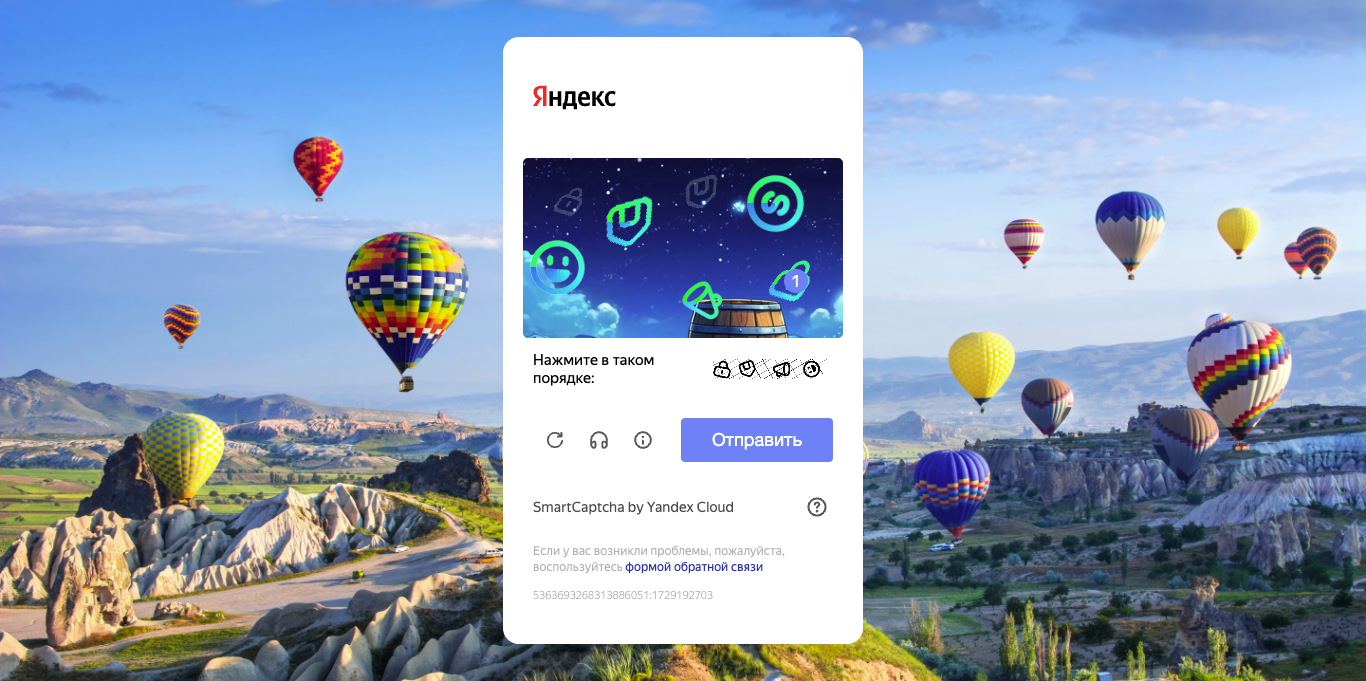 Яндекс
1
Нажмите в таком
порядке:
Отправить
SmartCaptcha by Yandex Cloud
Если у вас возникли проблемы, пожалуйста,
воспользуйтесь формой обратной связи
5363693268313886051:1729192703